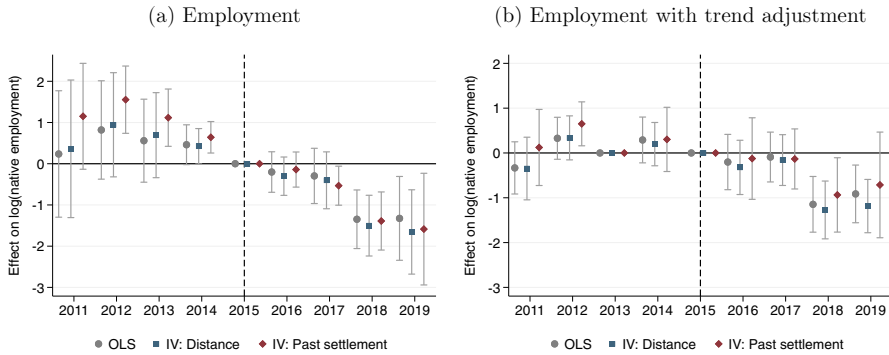 (a) Employment
Effect on log(native employment)
2
1
0
-1
-2
-3
2011 2012 2013 2014 2015 2016 2017 2018 2019
OLS IV: Distance IV: Past settlement
(b) Employment with trend adjustment
Effect on log(native employment)
2
1
0
-1
-2
-3
2011 2012 2013 2014 2015 2016 2017 2018 2019
OLS IV: Distance IV: Past settlement